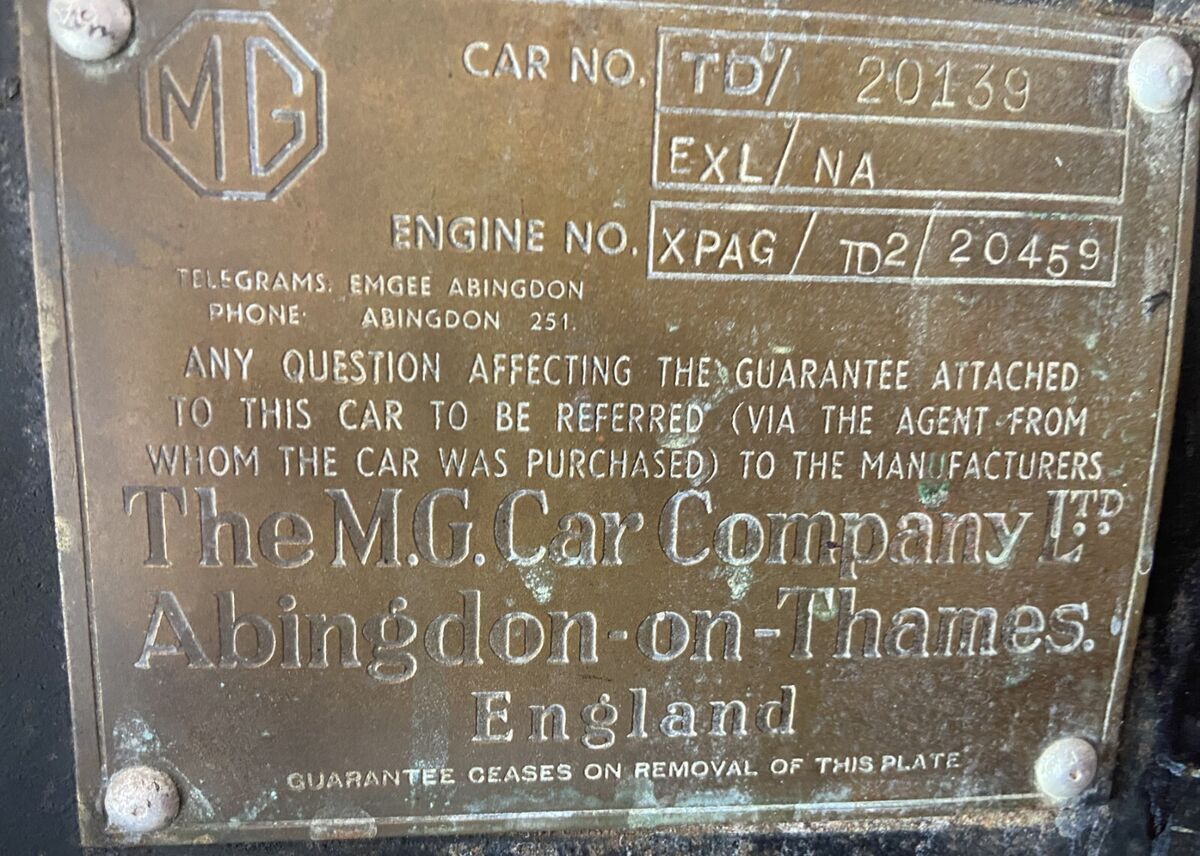 MG
CAR NO. TD/ 20139
EXL/NA
ENGINE NO. XPAG / TD2 / 20459
TELEGRAMS: EMGEE ABINGDON
PHONE: ABINGDON 251.
ANY QUESTION AFFECTING THE GUARANTEE ATTACHED
TO THIS CAR TO BE REFERRED (VIA THE AGENT FROM
WHOM THE CAR WAS PURCHASED) TO THE MANUFACTURERS
The M.G. Car Company LTD
Abingdon-on-Thames.
England
GUARANTEE CEASES ON REMOVAL OF THIS PLATE